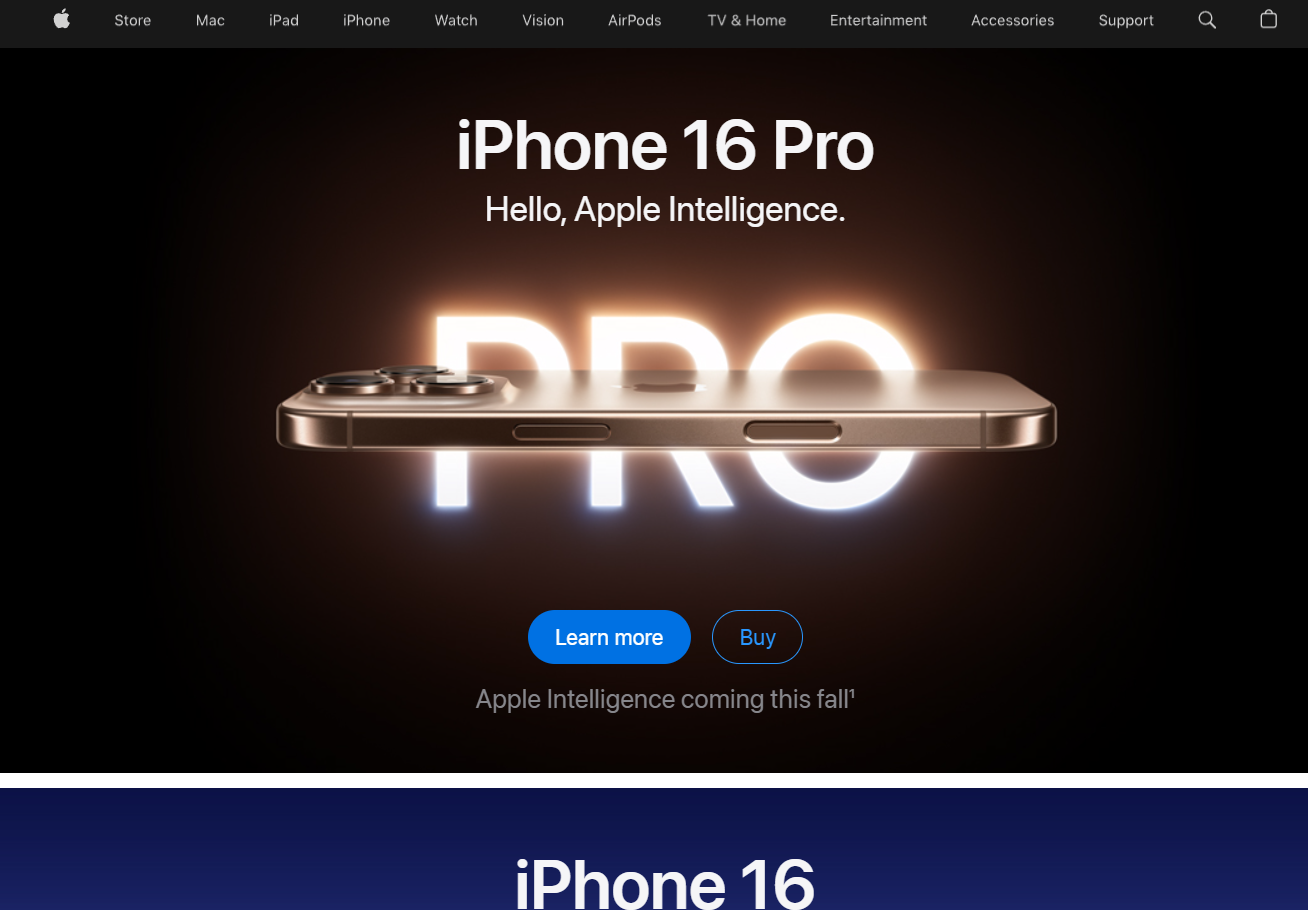 Store Mac iPad iPhone Watch Vision AirPods TV & Home Entertainment Accessories Support
iPhone 16 Pro
Hello, Apple Intelligence.
PRO
Learn more Buy
Apple Intelligence coming this fall¹
iPhone 16